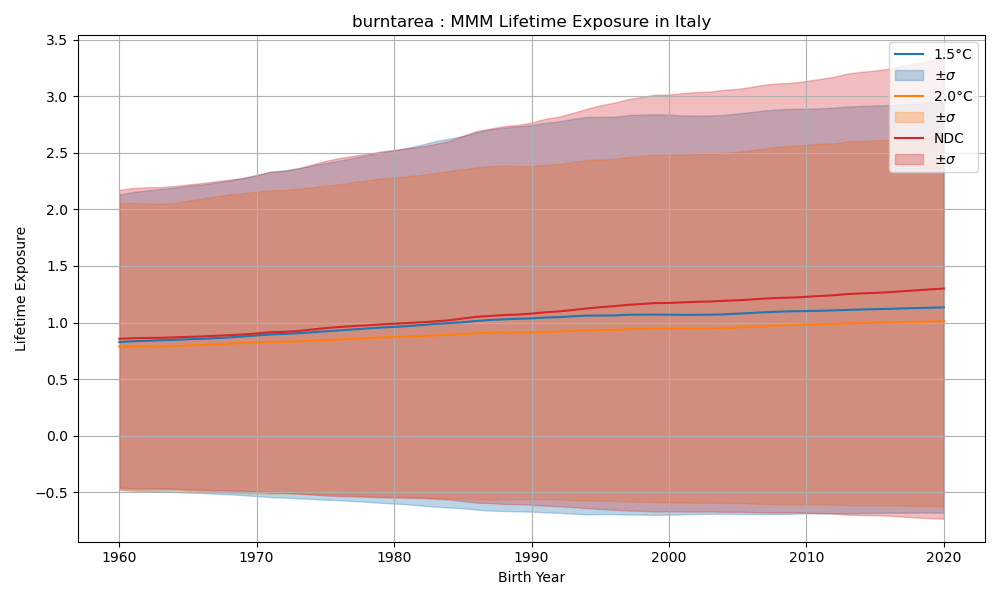 burntarea : MMM Lifetime Exposure in Italy
3.5
3.0
2.5
2.0
1.5
1.0
0.5
0.0
−0.5
Lifetime Exposure
1.5°C
±σ
2.0°C
±σ
NDC
±σ
1960 1970 1980 1990 2000 2010 2020
Birth Year